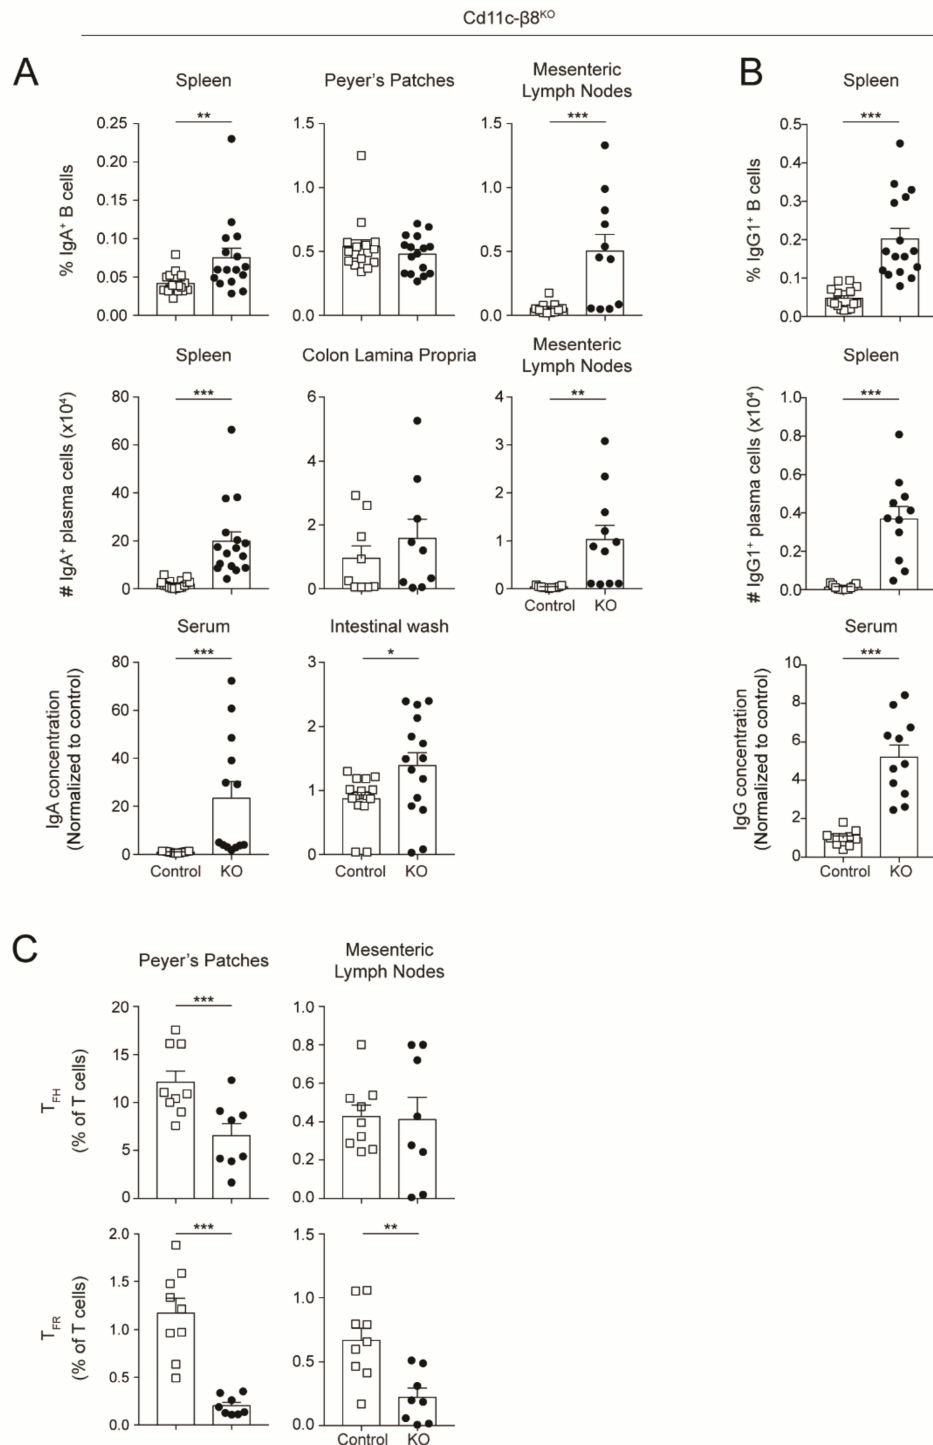 Cd11c-β8ᴷᴼ
A
B
Spleen
Peyer's Patches
Mesenteric
Lymph Nodes
Spleen
% IgA⁺ B cells
0.25
0.20
0.15
0.10
0.05
0.00
**
1.5
1.0
0.5
0.0
1.5
1.0
0.5
0.0
***
% IgG1⁺ B cells
0.5
0.4
0.3
0.2
0.1
0.0
***
Spleen
Colon Lamina Propria
Mesenteric
Lymph Nodes
Spleen
# IgA⁺ plasma cells (x10⁴)
80
60
40
20
0
***
6
4
2
0
4
3
2
1
0
**
Control KO
# IgG1⁺ plasma cells (x10⁴)
1.0
0.8
0.6
0.4
0.2
0.0
***
Serum
Intestinal wash
Serum
IgA concentration
(Normalized to control)
80
60
40
20
0
***
Control KO
3
2
1
0
*
Control KO
IgG concentration
(Normalized to control)
10
8
6
4
2
0
***
Control KO
C
Peyer's Patches
Mesenteric
Lymph Nodes
T_FH
(% of T cells)
20
15
10
5
0
***
1.0
0.8
0.6
0.4
0.2
0.0
T_FR
(% of T cells)
2.0
1.5
1.0
0.5
0.0
***
1.5
1.0
0.5
0.0
**
Control KO